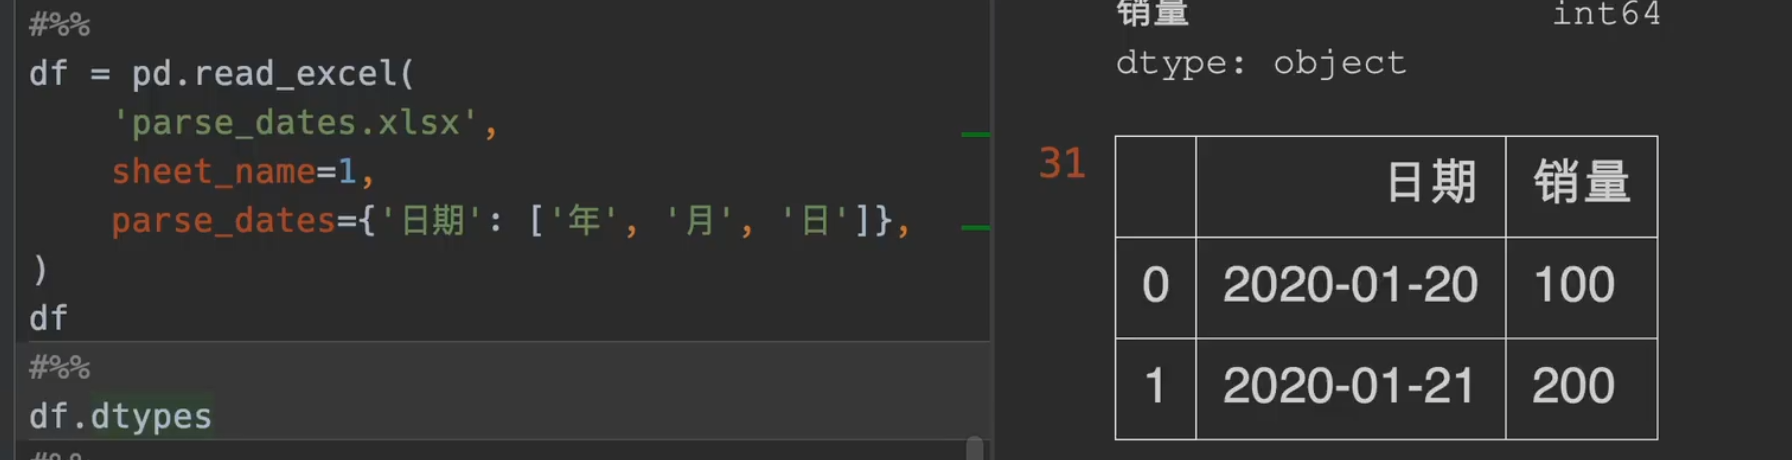 #%%
df = pd.read_excel(
'parse_dates.xlsx',
sheet_name=1,
parse_dates={'日期': ['年', '月', '日']},
)
df
#%%
df.dtypes
#%%
销量 int64
dtype: object
31
日期 销量
0 2020-01-20 100
1 2020-01-21 200